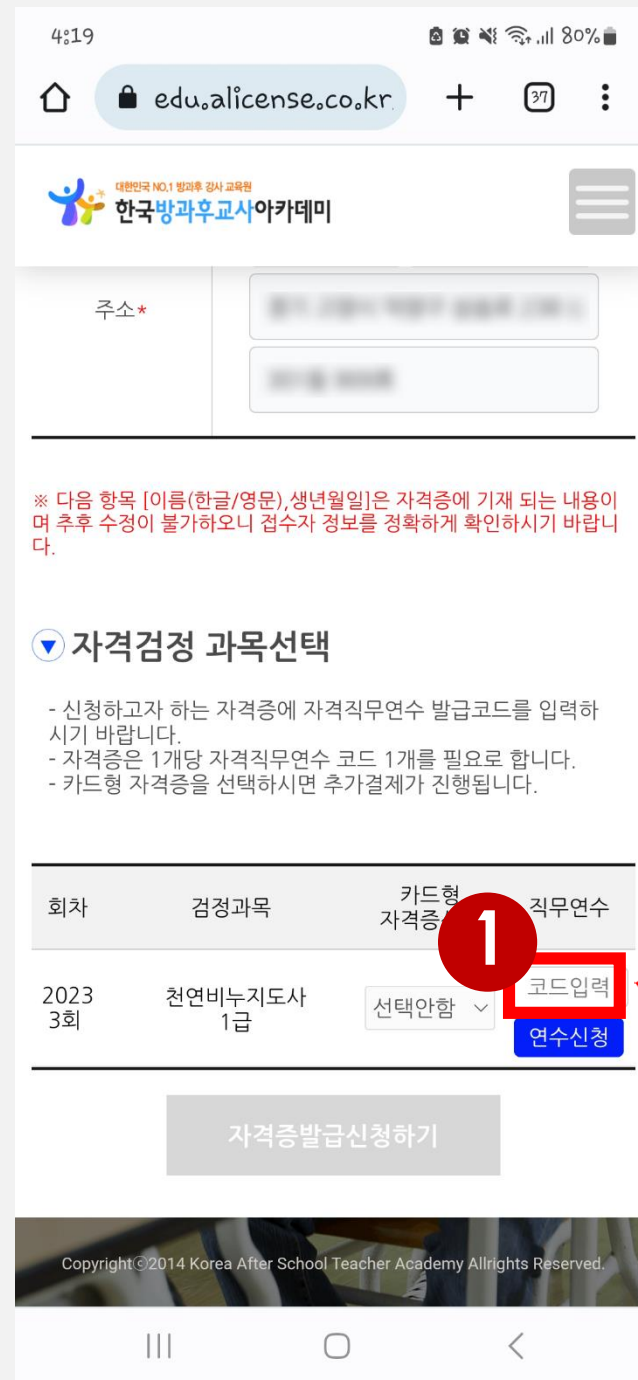 4:19
80%
edu.alicense.co.kr
37
대한민국 NO.1 방과후 강사 교육원
한국방과후교사아카데미
주소*
※ 다음 항목 [이름(한글/영문),생년월일]은 자격증에 기재 되는 내용이
며 추후 수정이 불가하오니 접수자 정보를 정확하게 확인하시기 바랍니
다.
자격검정 과목선택
- 신청하고자 하는 자격증에 자격직무연수 발급코드를 입력하
시기 바랍니다.
- 자격증은 1개당 자격직무연수 코드 1개를 필요로 합니다.
- 카드형 자격증을 선택하시면 추가결제가 진행됩니다.
회차 검정과목 카드형 직무연수
자격증
1
2023 천연비누지도사 선택안함 코드입력
3회 1급 연수신청
자격증발급신청하기
Copyrightⓒ2014 Korea After School Teacher Academy Allrights Reserved.